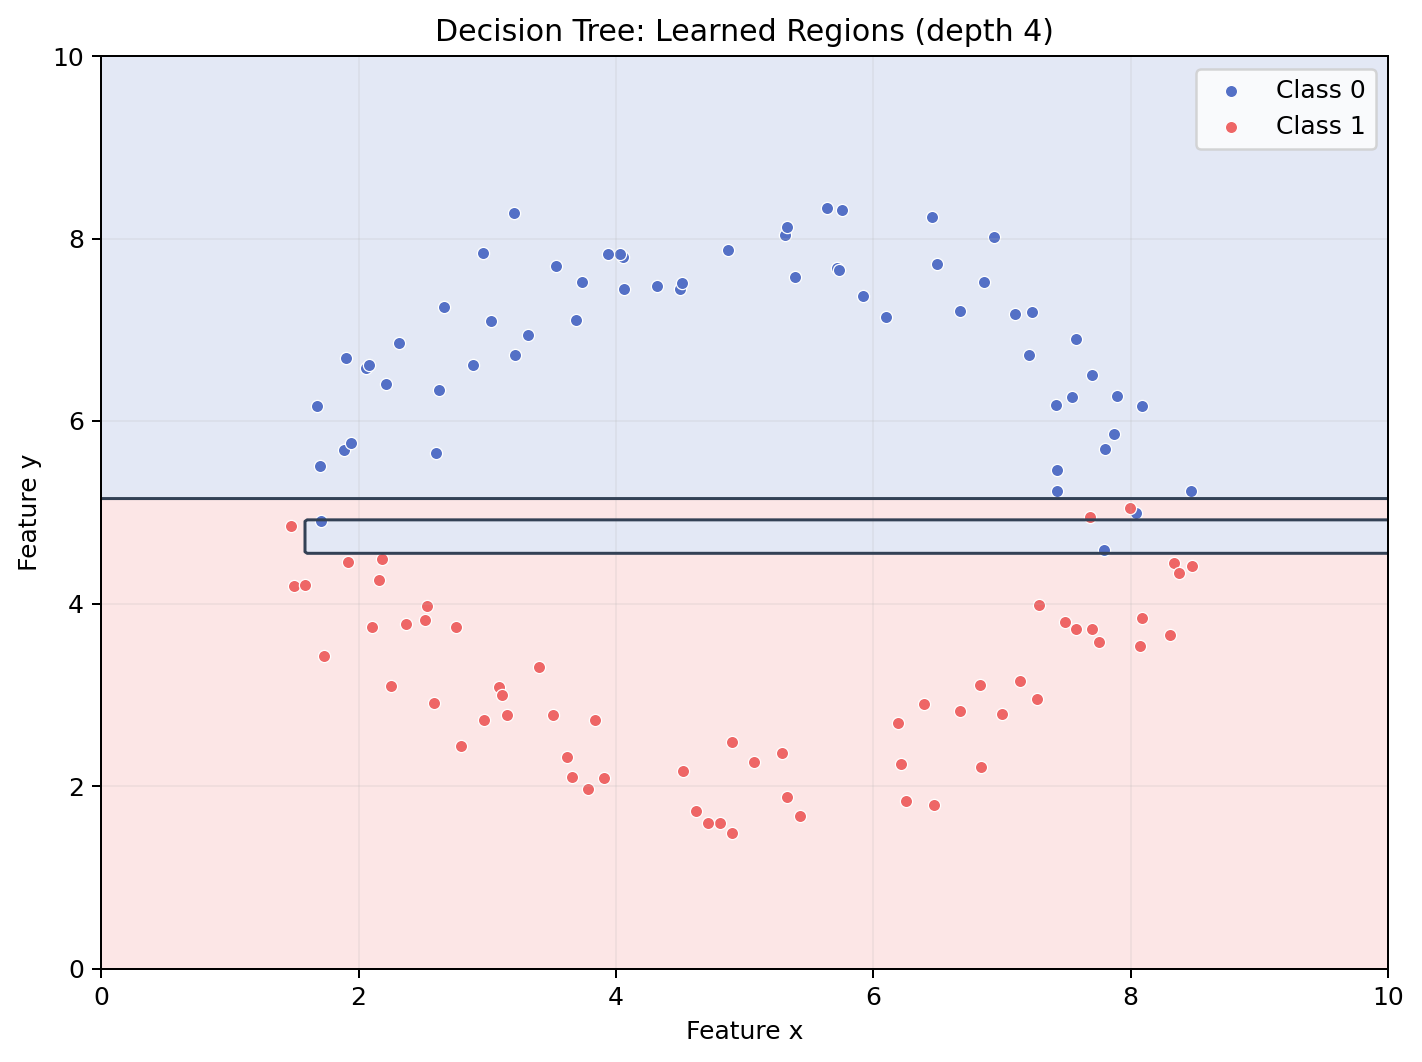 Decision Tree: Learned Regions (depth 4)
Class 0
Class 1
10
8
6
4
2
0
Feature y
0 2 4 6 8 10
Feature x